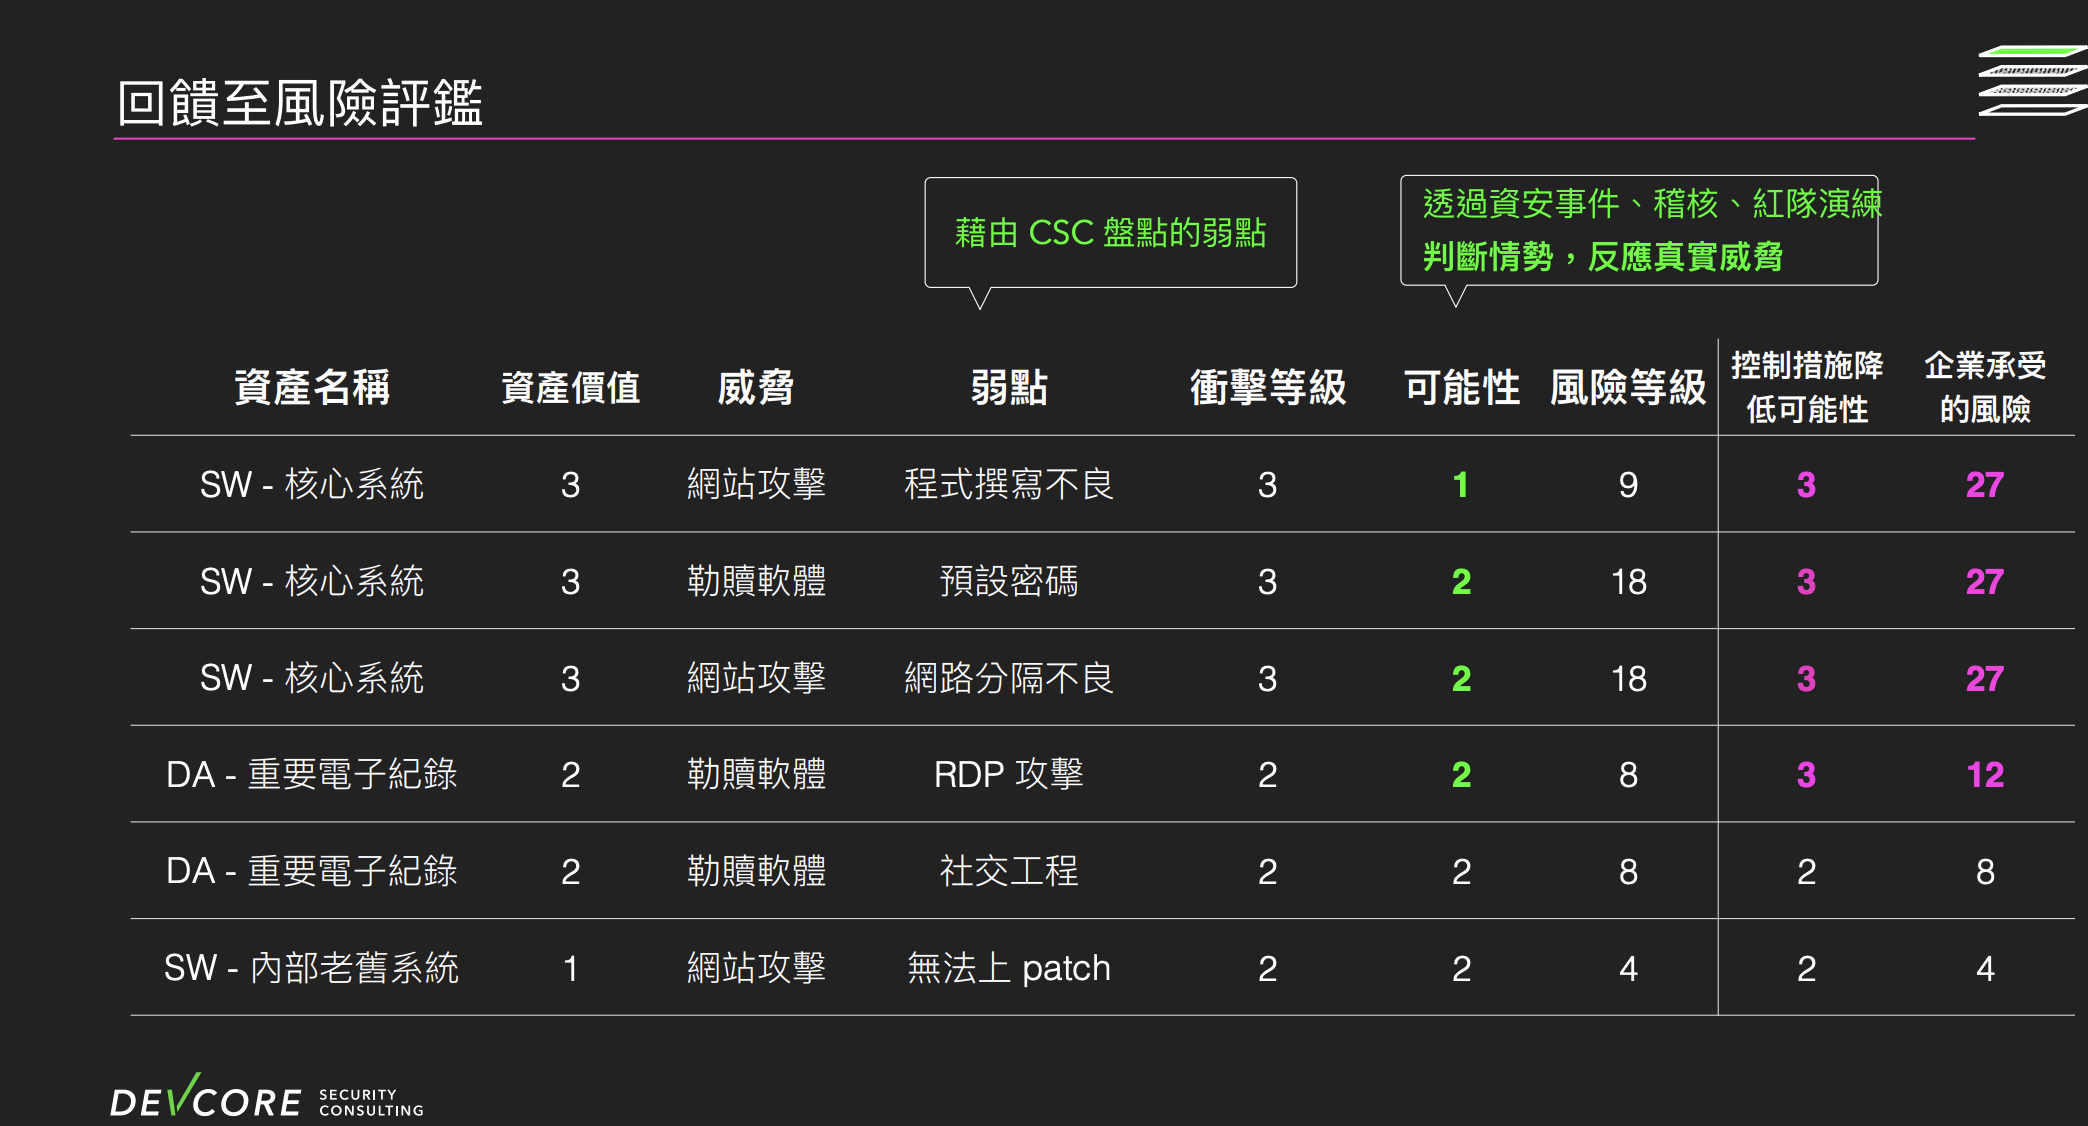 回饋至風險評鑑
藉由 CSC 盤點的弱點
透過資安事件、稽核、紅隊演練
判斷情勢，反應真實威脅
資產名稱 資產價值 威脅 弱點 衝擊等級 可能性 風險等級 控制措施降低可能性 企業承受的風險
SW - 核心系統 3 網站攻擊 程式撰寫不良 3 1 9 3 27
SW - 核心系統 3 勒贖軟體 預設密碼 3 2 18 3 27
SW - 核心系統 3 網站攻擊 網路分隔不良 3 2 18 3 27
DA - 重要電子紀錄 2 勒贖軟體 RDP 攻擊 2 2 8 3 12
DA - 重要電子紀錄 2 勒贖軟體 社交工程 2 2 8 2 8
SW - 內部老舊系統 1 網站攻擊 無法上 patch 2 2 4 2 4
DEVCORE SECURITY CONSULTING